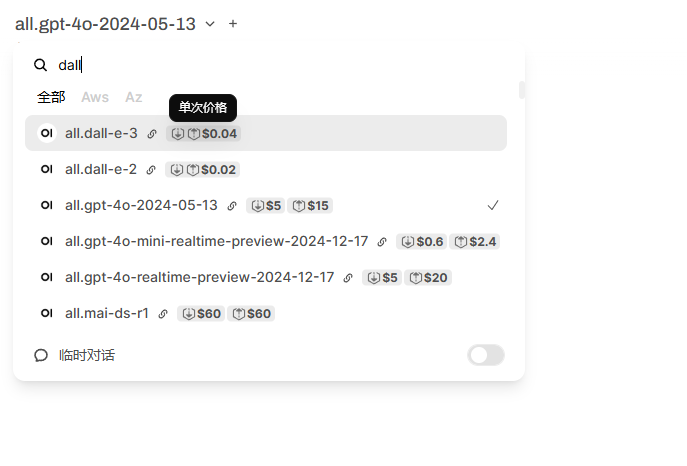 all.gpt-4o-2024-05-13 +
dall
全部 Aws Az
单次价格
OI all.dall-e-3 $0.04
OI all.dall-e-2 $0.02
OI all.gpt-4o-2024-05-13 $5 $15
OI all.gpt-4o-mini-realtime-preview-2024-12-17 $0.6 $2.4
OI all.gpt-4o-realtime-preview-2024-12-17 $5 $20
OI all.mai-ds-r1 $60 $60
临时对话